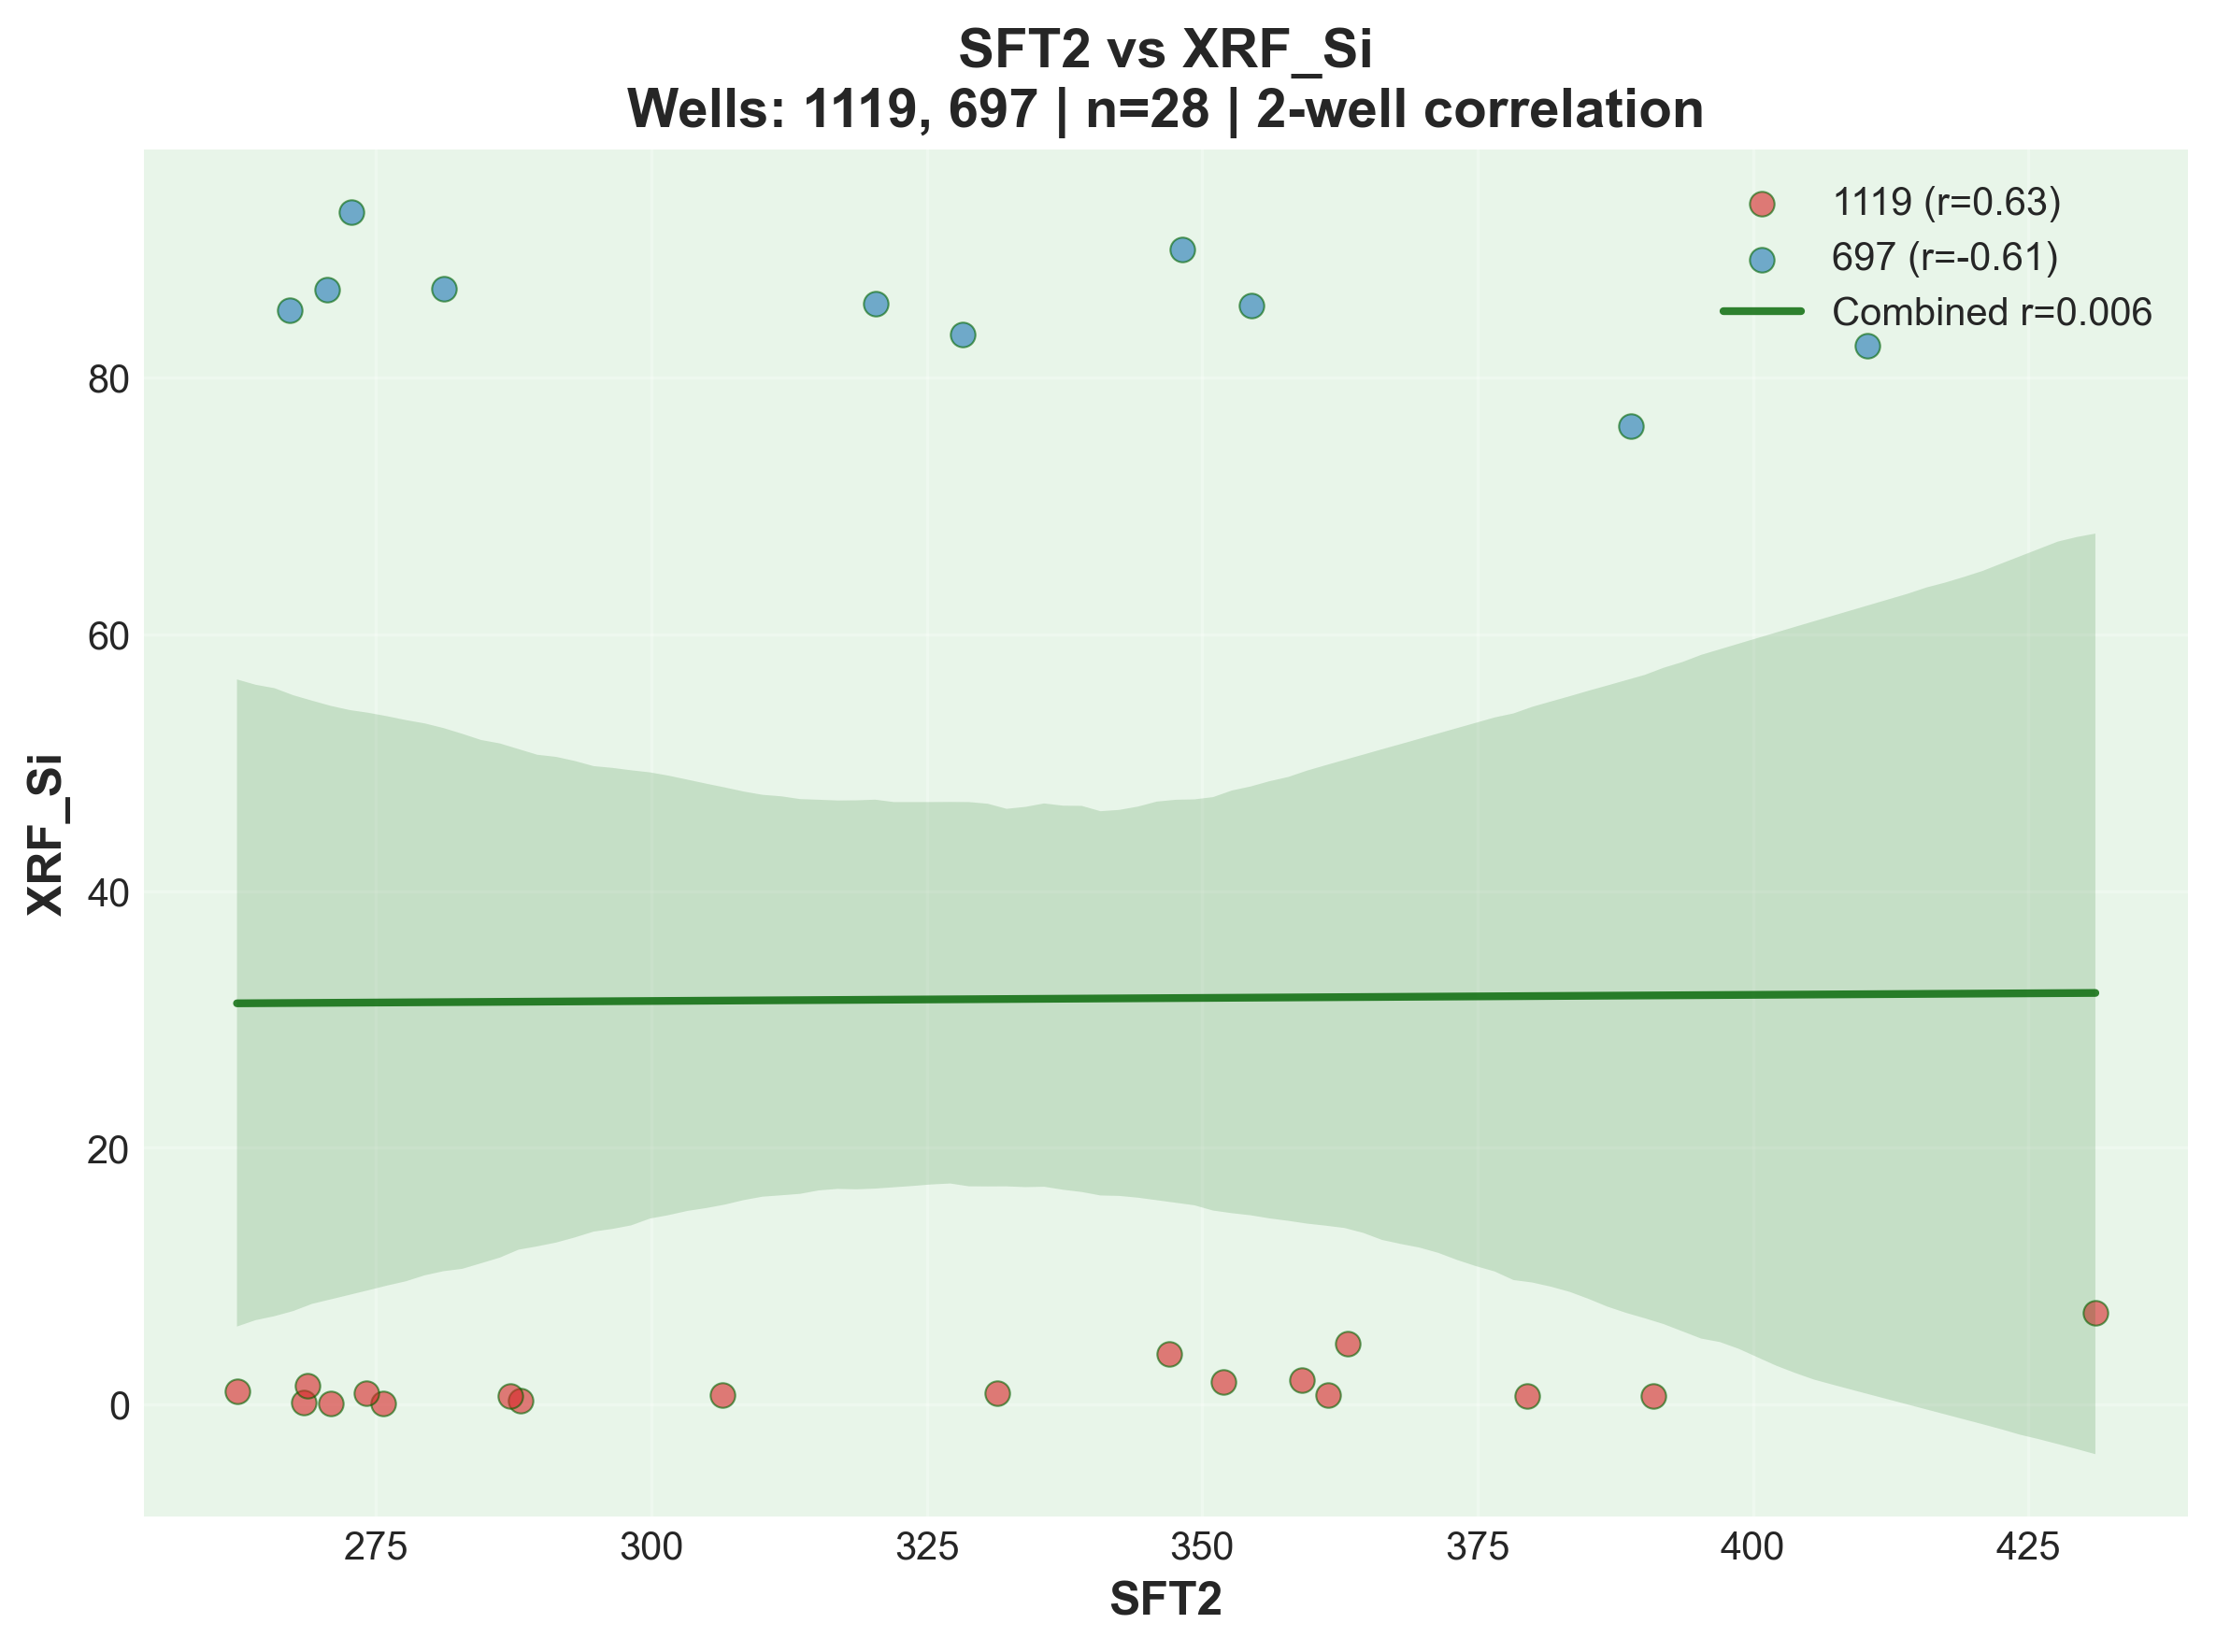 SFT2 vs XRF_Si
Wells: 1119, 697 | n=28 | 2-well correlation
1119 (r=0.63)
697 (r=-0.61)
Combined r=0.006
XRF_Si
80
60
40
20
0
275 300 325 350 375 400 425
SFT2